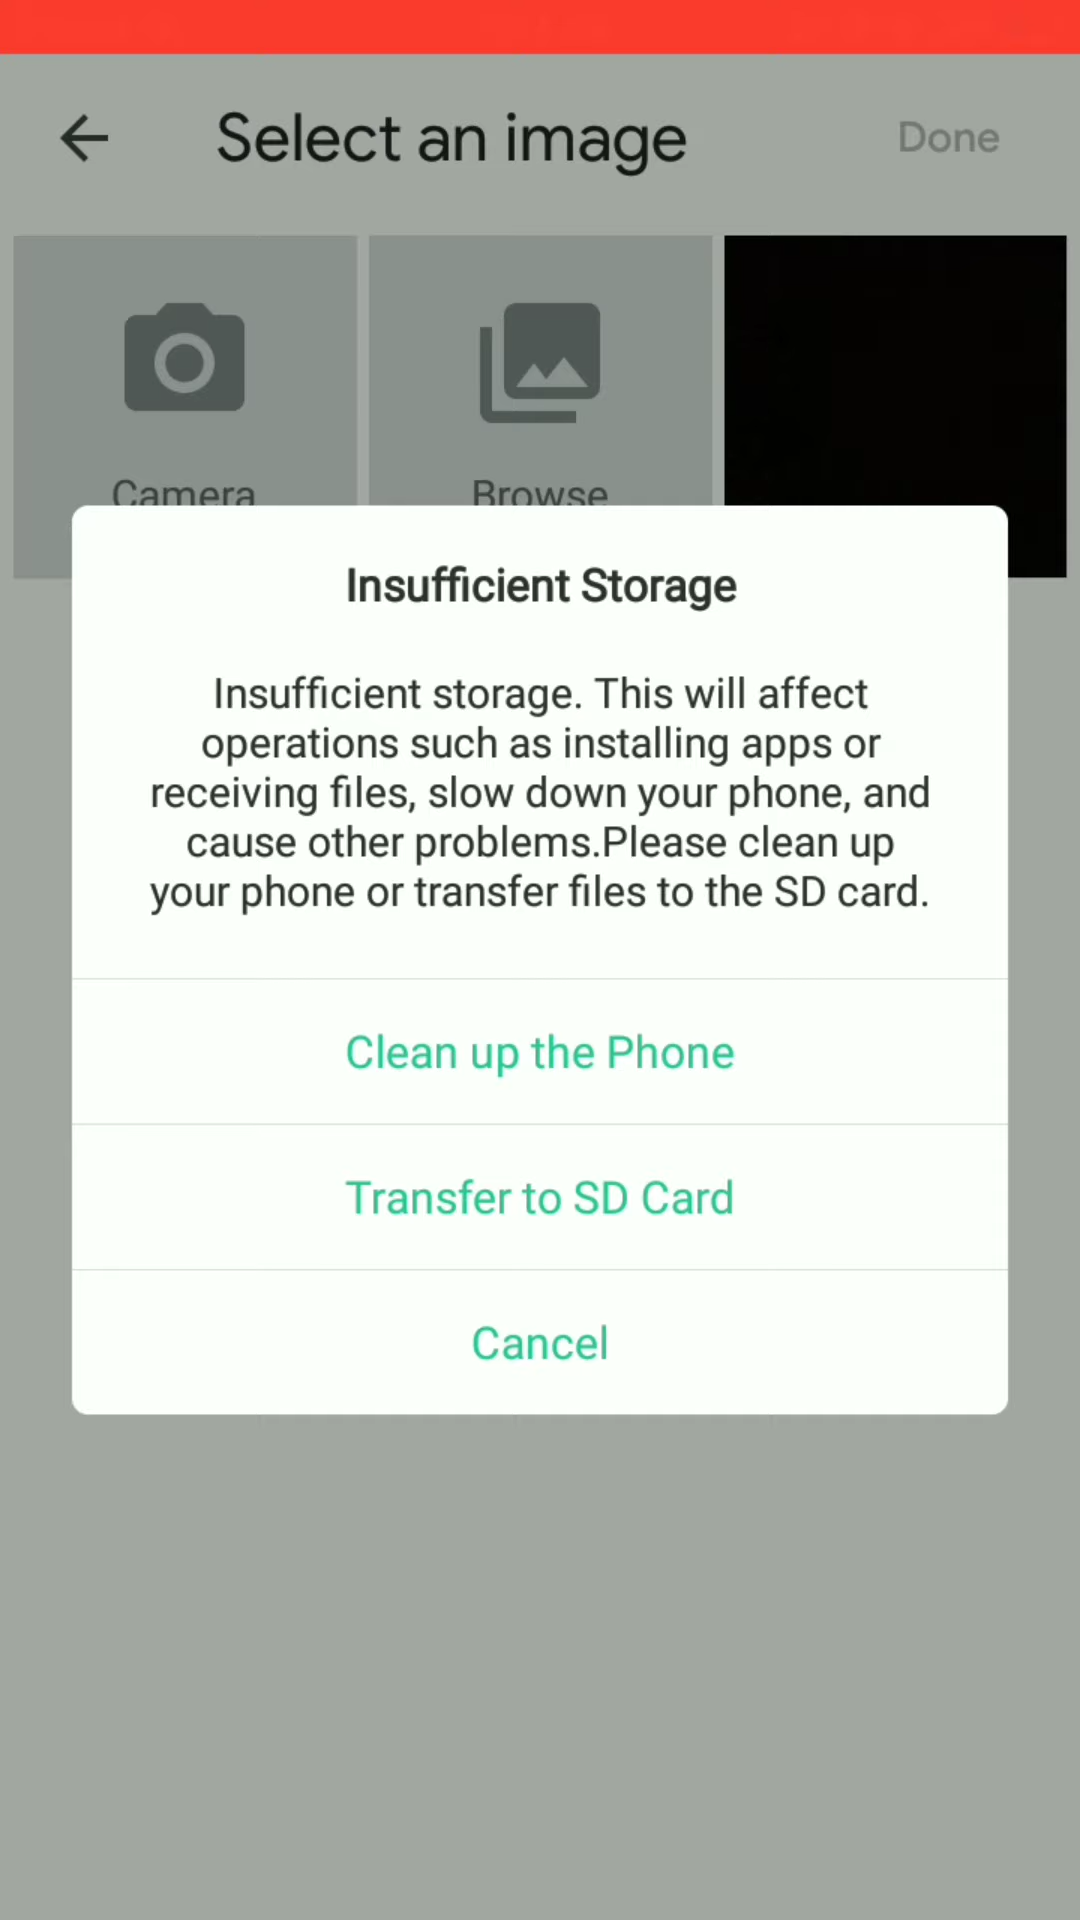 Select an image
Done
Camera
Browse
Insufficient Storage
Insufficient storage. This will affect
operations such as installing apps or
receiving files, slow down your phone, and
cause other problems.Please clean up
your phone or transfer files to the SD card.
Clean up the Phone
Transfer to SD Card
Cancel